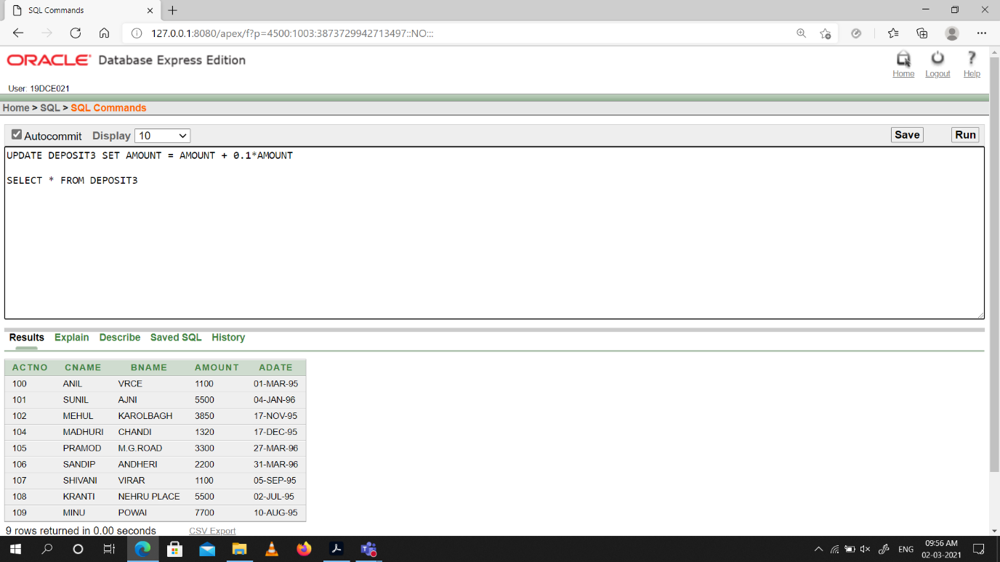 SQL Commands
127.0.0.1:8080/apex/f?p=4500:1003:3873729942713497::NO:::
ORACLE Database Express Edition
Home Logout Help
User: 19DCE021
Home > SQL > SQL Commands
Autocommit Display 10 Save Run
UPDATE DEPOSIT3 SET AMOUNT = AMOUNT + 0.1*AMOUNT
SELECT * FROM DEPOSIT3
Results Explain Describe Saved SQL History
ACTNO CNAME BNAME AMOUNT ADATE
100 ANIL VRCE 1100 01-MAR-95
101 SUNIL AJNI 5500 04-JAN-96
102 MEHUL KAROLBAGH 3850 17-NOV-95
104 MADHURI CHANDI 1320 17-DEC-95
105 PRAMOD M.G.ROAD 3300 27-MAR-96
106 SANDIP ANDHERI 2200 31-MAR-96
107 SHIVANI VIRAR 1100 05-SEP-95
108 KRANTI NEHRU PLACE 5500 02-JUL-95
109 MINU POWAI 7700 10-AUG-95
9 rows returned in 0.00 seconds CSV Export
ENG 09:56 AM
02-03-2021